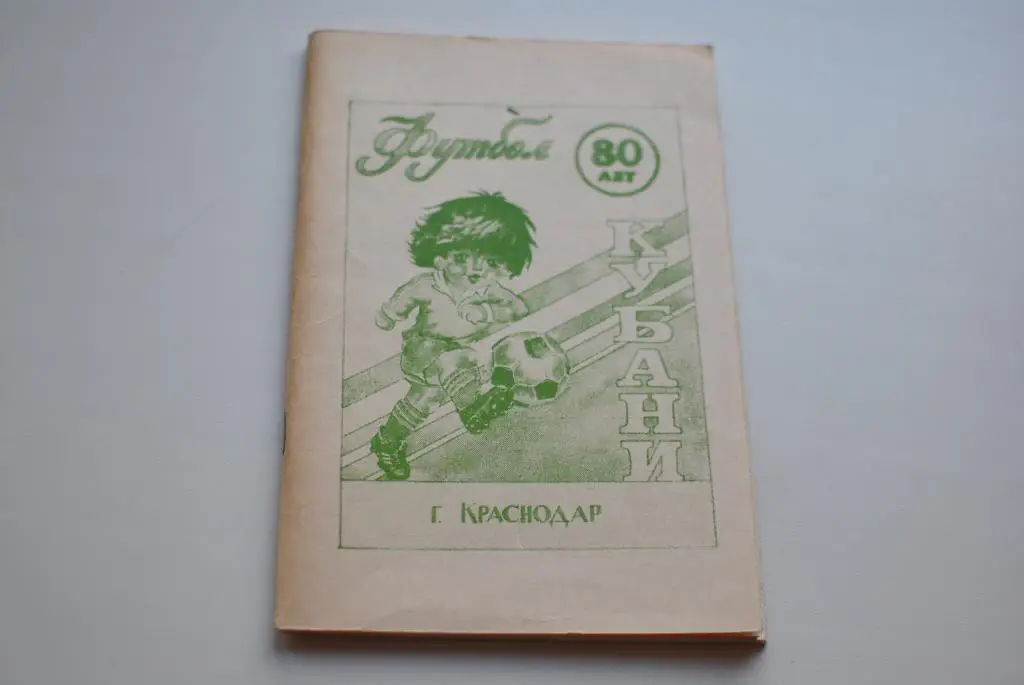 Футбол
80
ЛЕТ
КУБАНИ
г. Краснодар